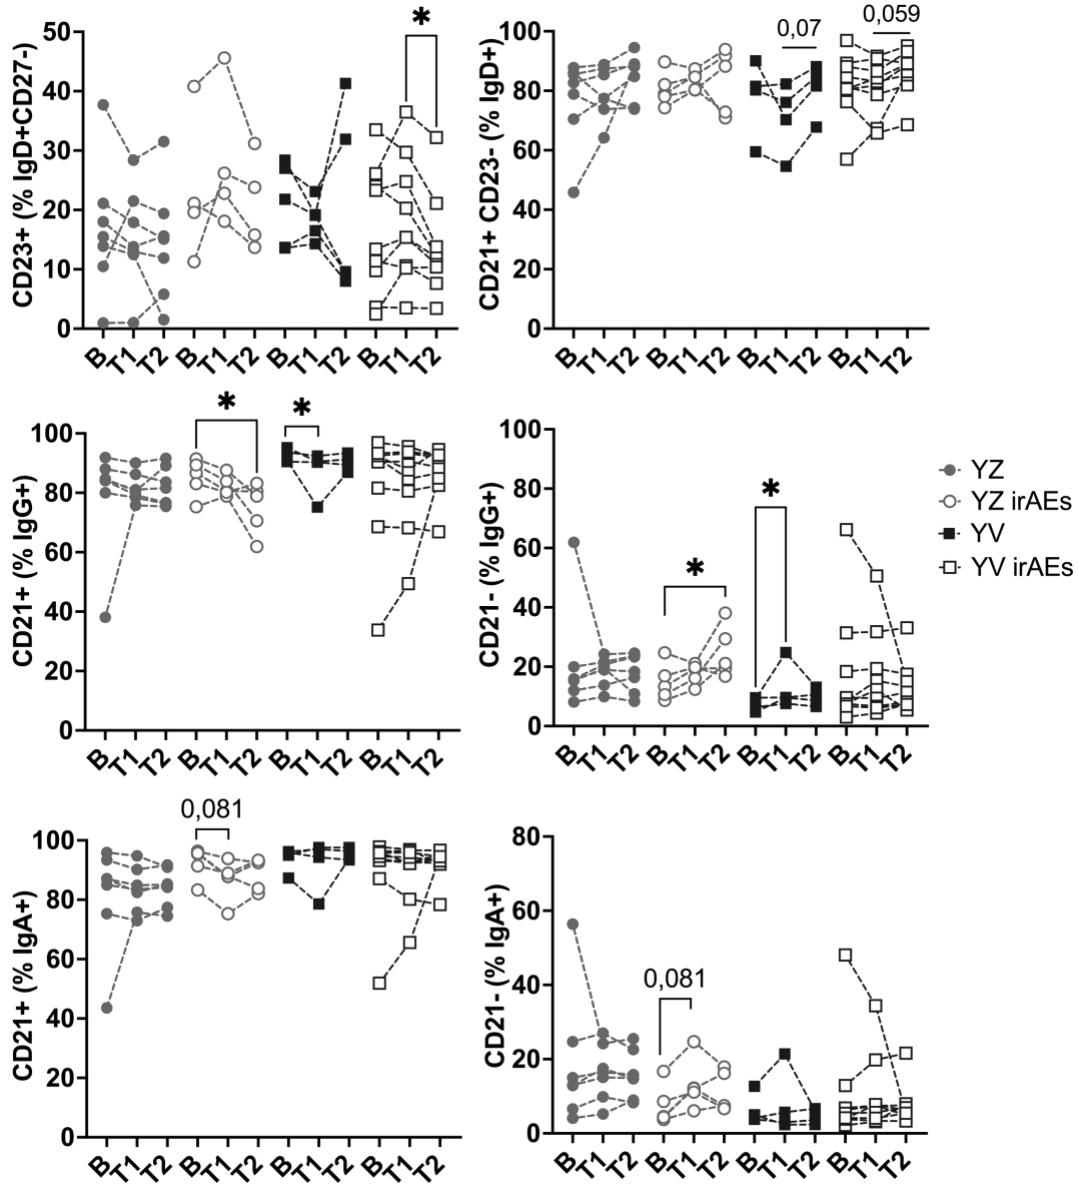 *
50
40
30
20
10
0
CD23+ (% IgD+CD27-)
B T1 T2 B T1 T2 B T1 T2 B T1 T2
0,07
0,059
100
80
60
40
20
0
CD21+ CD23- (% IgD+)
B T1 T2 B T1 T2 B T1 T2 B T1 T2
*
*
100
80
60
40
20
0
CD21+ (% IgG+)
B T1 T2 B T1 T2 B T1 T2 B T1 T2
*
*
100
80
60
40
20
0
CD21- (% IgG+)
B T1 T2 B T1 T2 B T1 T2 B T1 T2
YZ
YZ irAEs
YV
YV irAEs
0,081
100
80
60
40
20
0
CD21+ (% IgA+)
B T1 T2 B T1 T2 B T1 T2 B T1 T2
0,081
80
60
40
20
0
CD21- (% IgA+)
B T1 T2 B T1 T2 B T1 T2 B T1 T2